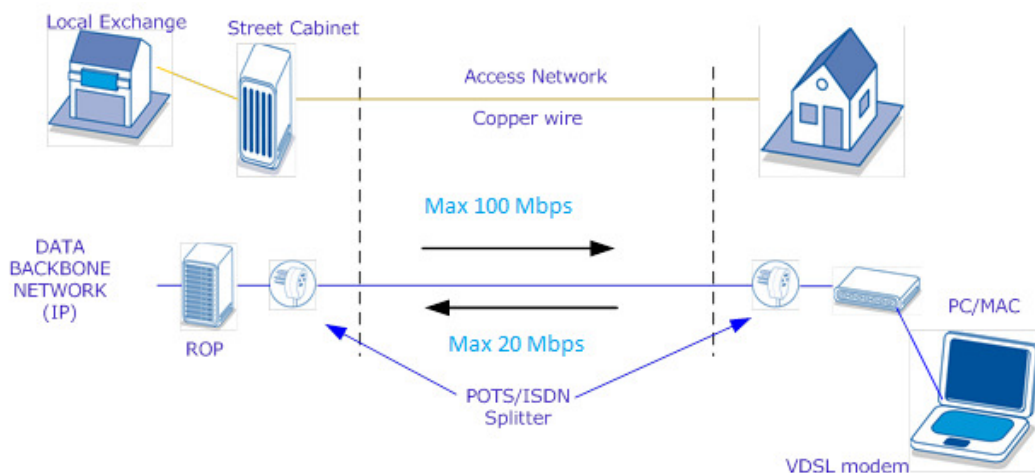 Local Exchange
Street Cabinet
Access Network
Copper wire
Max 100 Mbps
DATA
BACKBONE
NETWORK
(IP)
ROP
Max 20 Mbps
PC/MAC
POTS/ISDN
Splitter
VDSL modem